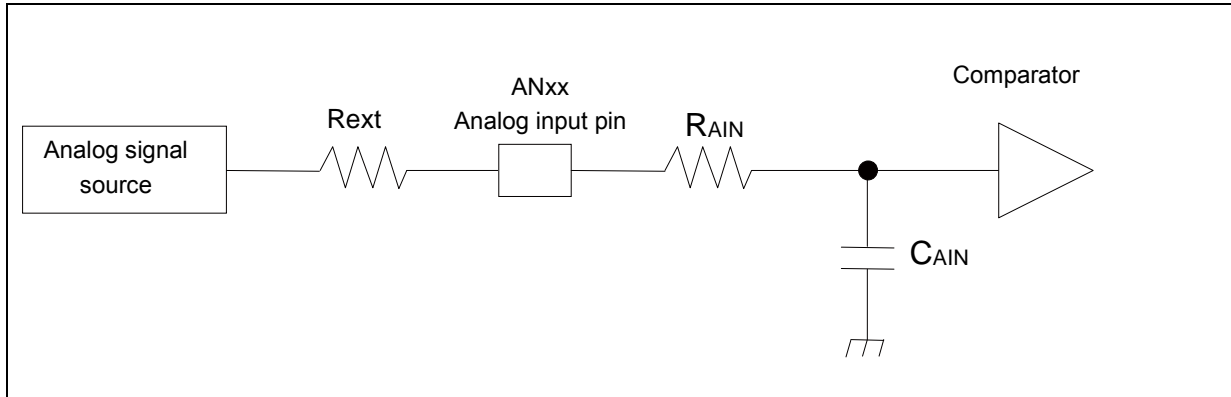 Comparator
ANxx
Analog input pin
Rext
RAIN
Analog signal
source
CAIN